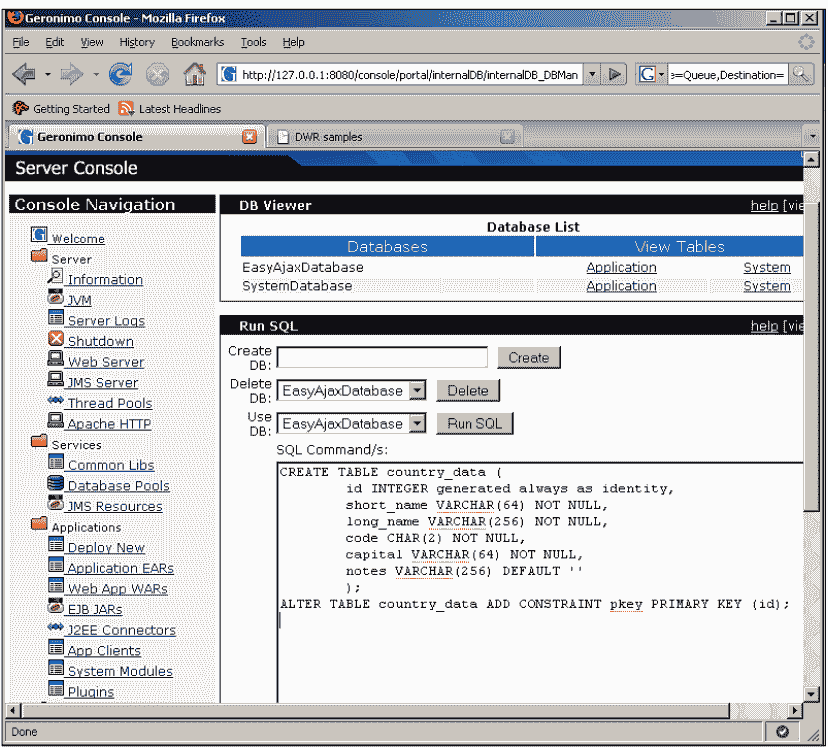 Geronimo Console - Mozilla Firefox
File Edit View History Bookmarks Tools Help
http://127.0.0.1:8080/console/portal/internalDB/internalDB_DBMan
G
=Queue,Destination=
Getting Started Latest Headlines
Geronimo Console
DWR samples
Server Console
Console Navigation
Welcome
Server
Information
JVM
Server Logs
Shutdown
Web Server
JMS Server
Thread Pools
Apache HTTP
Services
Common Libs
Database Pools
JMS Resources
Applications
Deploy New
Application EARs
Web App WARs
EJB JARs
J2EE Connectors
App Clients
System Modules
Plugins
DB Viewer help [vie
Database List
Databases View Tables
EasyAjaxDatabase Application System
SystemDatabase Application System
Run SQL help [vie
Create DB: Create
Delete DB: EasyAjaxDatabase Delete
Use DB: EasyAjaxDatabase Run SQL
SQL Command/s:
CREATE TABLE country_data (
id INTEGER generated always as identity,
short_name VARCHAR(64) NOT NULL,
long_name VARCHAR(256) NOT NULL,
code CHAR(2) NOT NULL,
capital VARCHAR(64) NOT NULL,
notes VARCHAR(256) DEFAULT ''
);
ALTER TABLE country_data ADD CONSTRAINT pkey PRIMARY KEY (id);
Done